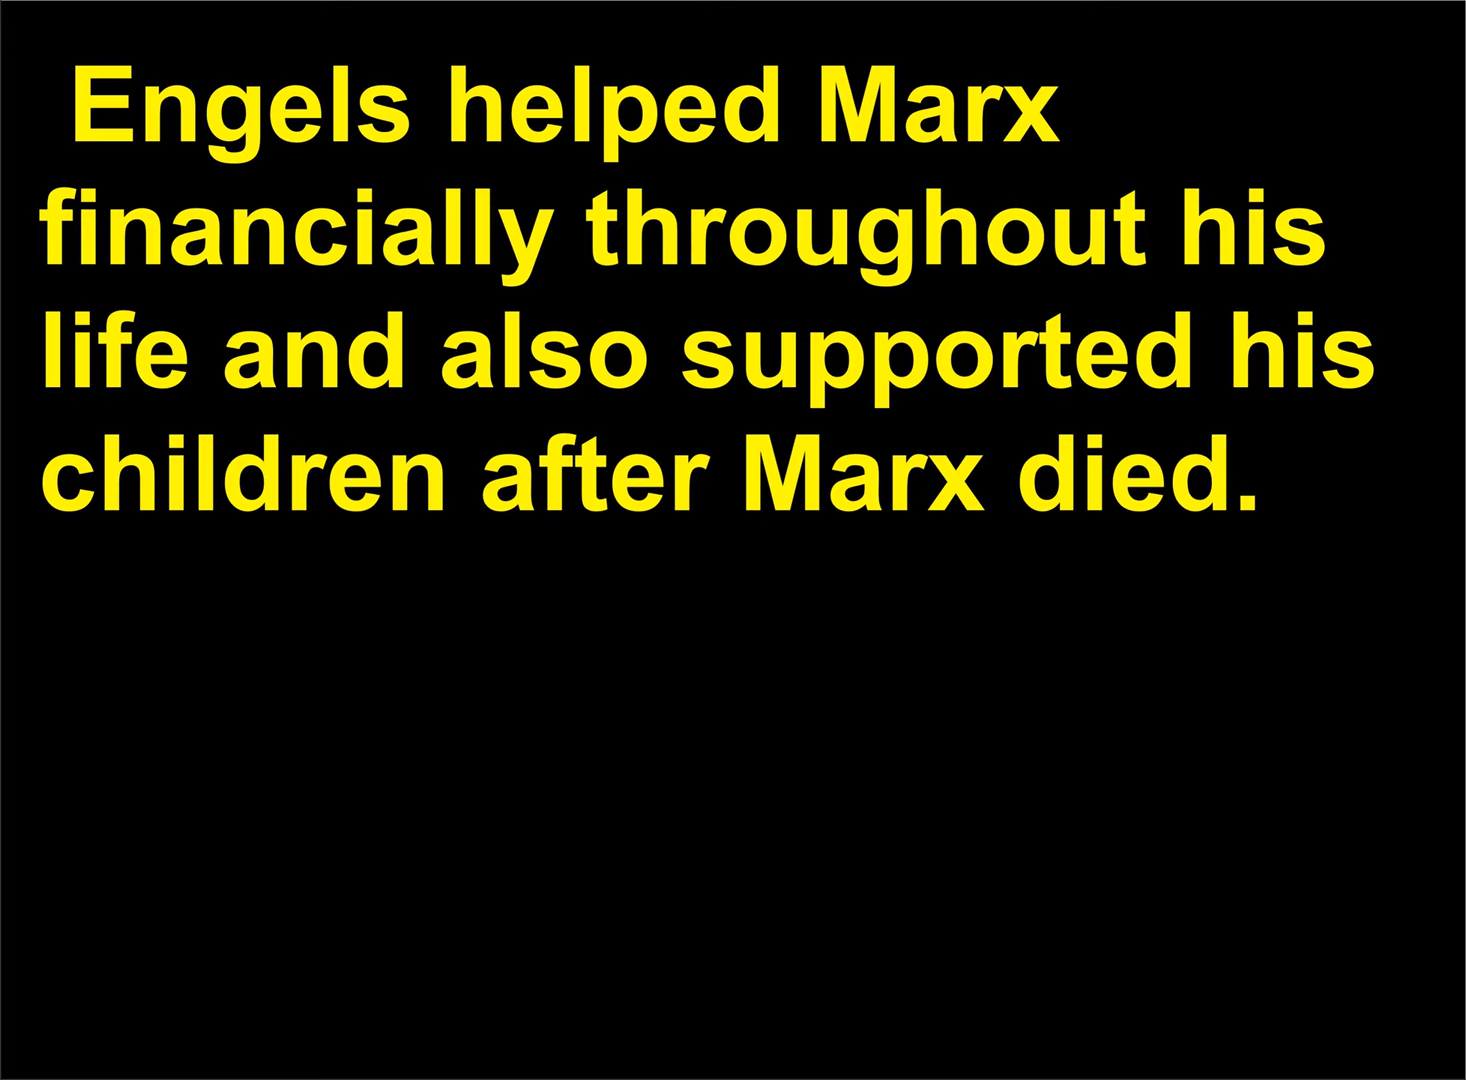 Engels helped Marx
financially throughout his
life and also supported his
children after Marx died.